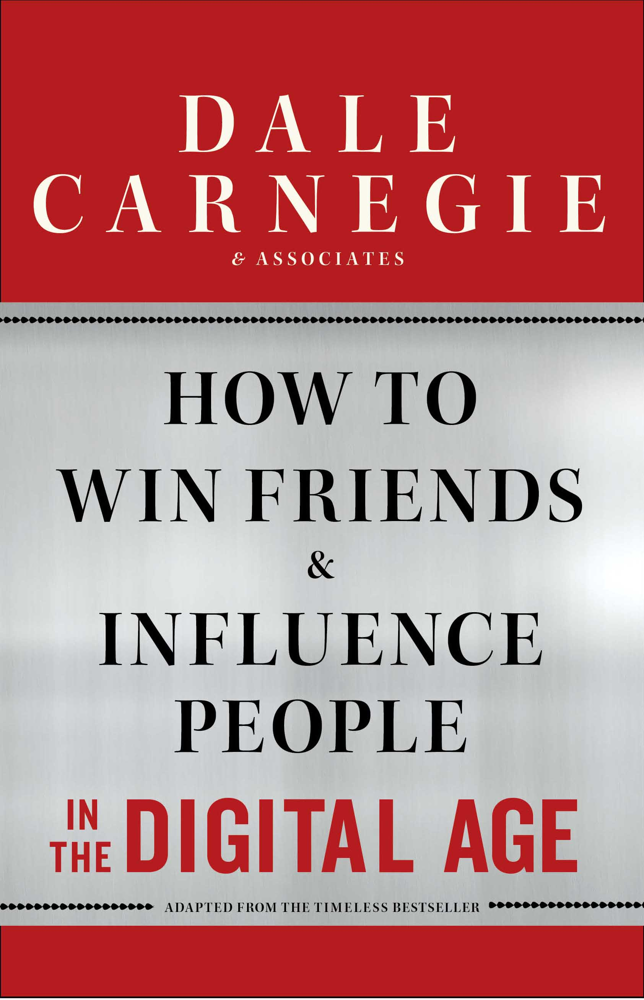 DALE
CARNEGIE
& ASSOCIATES
HOW TO
WIN FRIENDS
&
INFLUENCE
PEOPLE
IN
THE DIGITAL AGE
ADAPTED FROM THE TIMELESS BESTSELLER